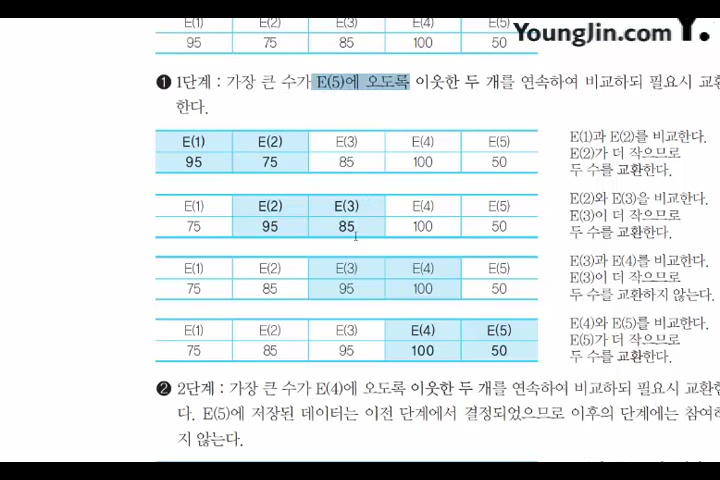 E(1) E(2) E(3) E(4) E(5)
95 75 85 100 50
YoungJin.com Y.
❶ 1단계 : 가장 큰 수가 E(5)에 오도록 이웃한 두 개를 연속하여 비교하되 필요시 교환
한다.
E(1) E(2) E(3) E(4) E(5)
95 75 85 100 50
E(1)과 E(2)를 비교한다.
E(2)가 더 작으므로
두 수를 교환한다.
E(1) E(2) E(3) E(4) E(5)
75 95 85 100 50
E(2)와 E(3)을 비교한다.
E(3)이 더 작으므로
두 수를 교환한다.
E(1) E(2) E(3) E(4) E(5)
75 85 95 100 50
E(3)과 E(4)를 비교한다.
E(3)이 더 작으므로
두 수를 교환하지 않는다.
E(1) E(2) E(3) E(4) E(5)
75 85 95 100 50
E(4)와 E(5)를 비교한다.
E(5)가 더 작으므로
두 수를 교환한다.
❷ 2단계 : 가장 큰 수가 E(4)에 오도록 이웃한 두 개를 연속하여 비교하되 필요시 교환한
다. E(5)에 저장된 데이터는 이전 단계에서 결정되었으므로 이후의 단계에는 참여하
지 않는다.